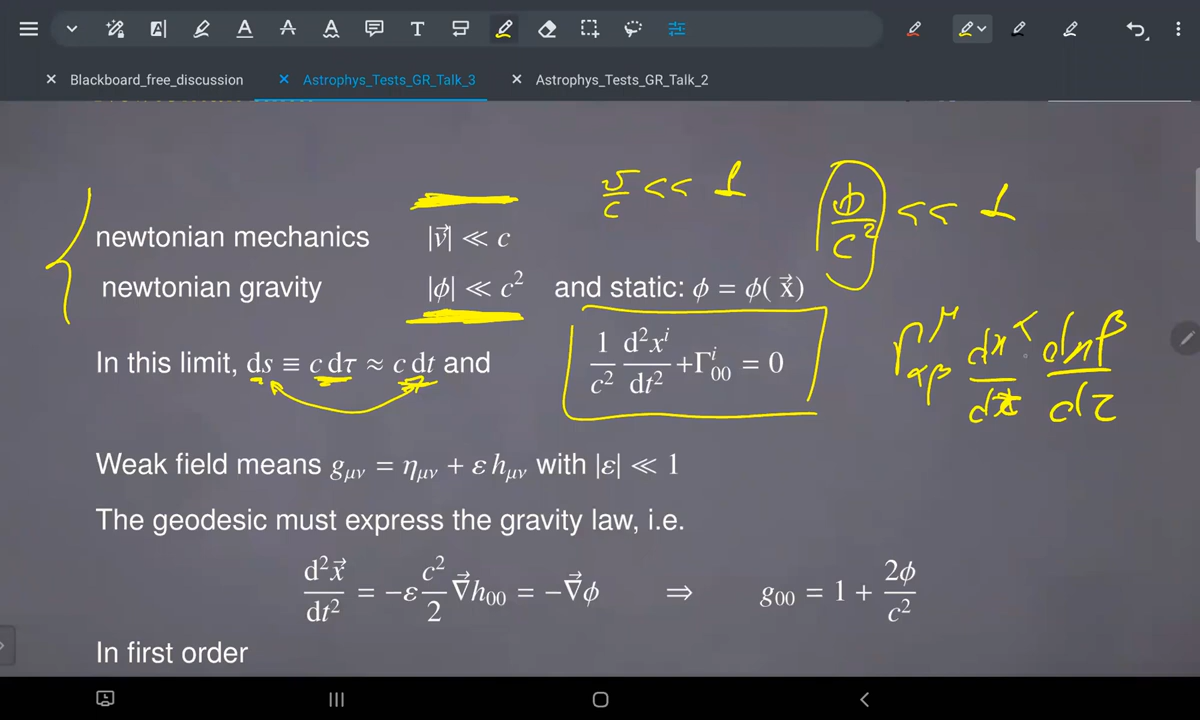 Blackboard_free_discussion Astrophys_Tests_GR_Talk_3 Astrophys_Tests_GR_Talk_2
v/c << 1 ϕ/c² << 1
newtonian mechanics |v⃗| ≪ c
newtonian gravity |ϕ| ≪ c² and static: ϕ = ϕ( x⃗)
In this limit, ds ≡ c dτ ≈ c dt and 1/c² d²xⁱ/dt² + Γⁱ₀₀ = 0
Γ^μ_αβ dx^α/dτ dx^β/dτ
Weak field means g_μν = η_μν + ε h_μν with |ε| ≪ 1
The geodesic must express the gravity law, i.e.
d²x⃗/dt² = −ε c²/2 ∇⃗h₀₀ = −∇⃗ϕ ⇒ g₀₀ = 1 + 2ϕ/c²
In first order